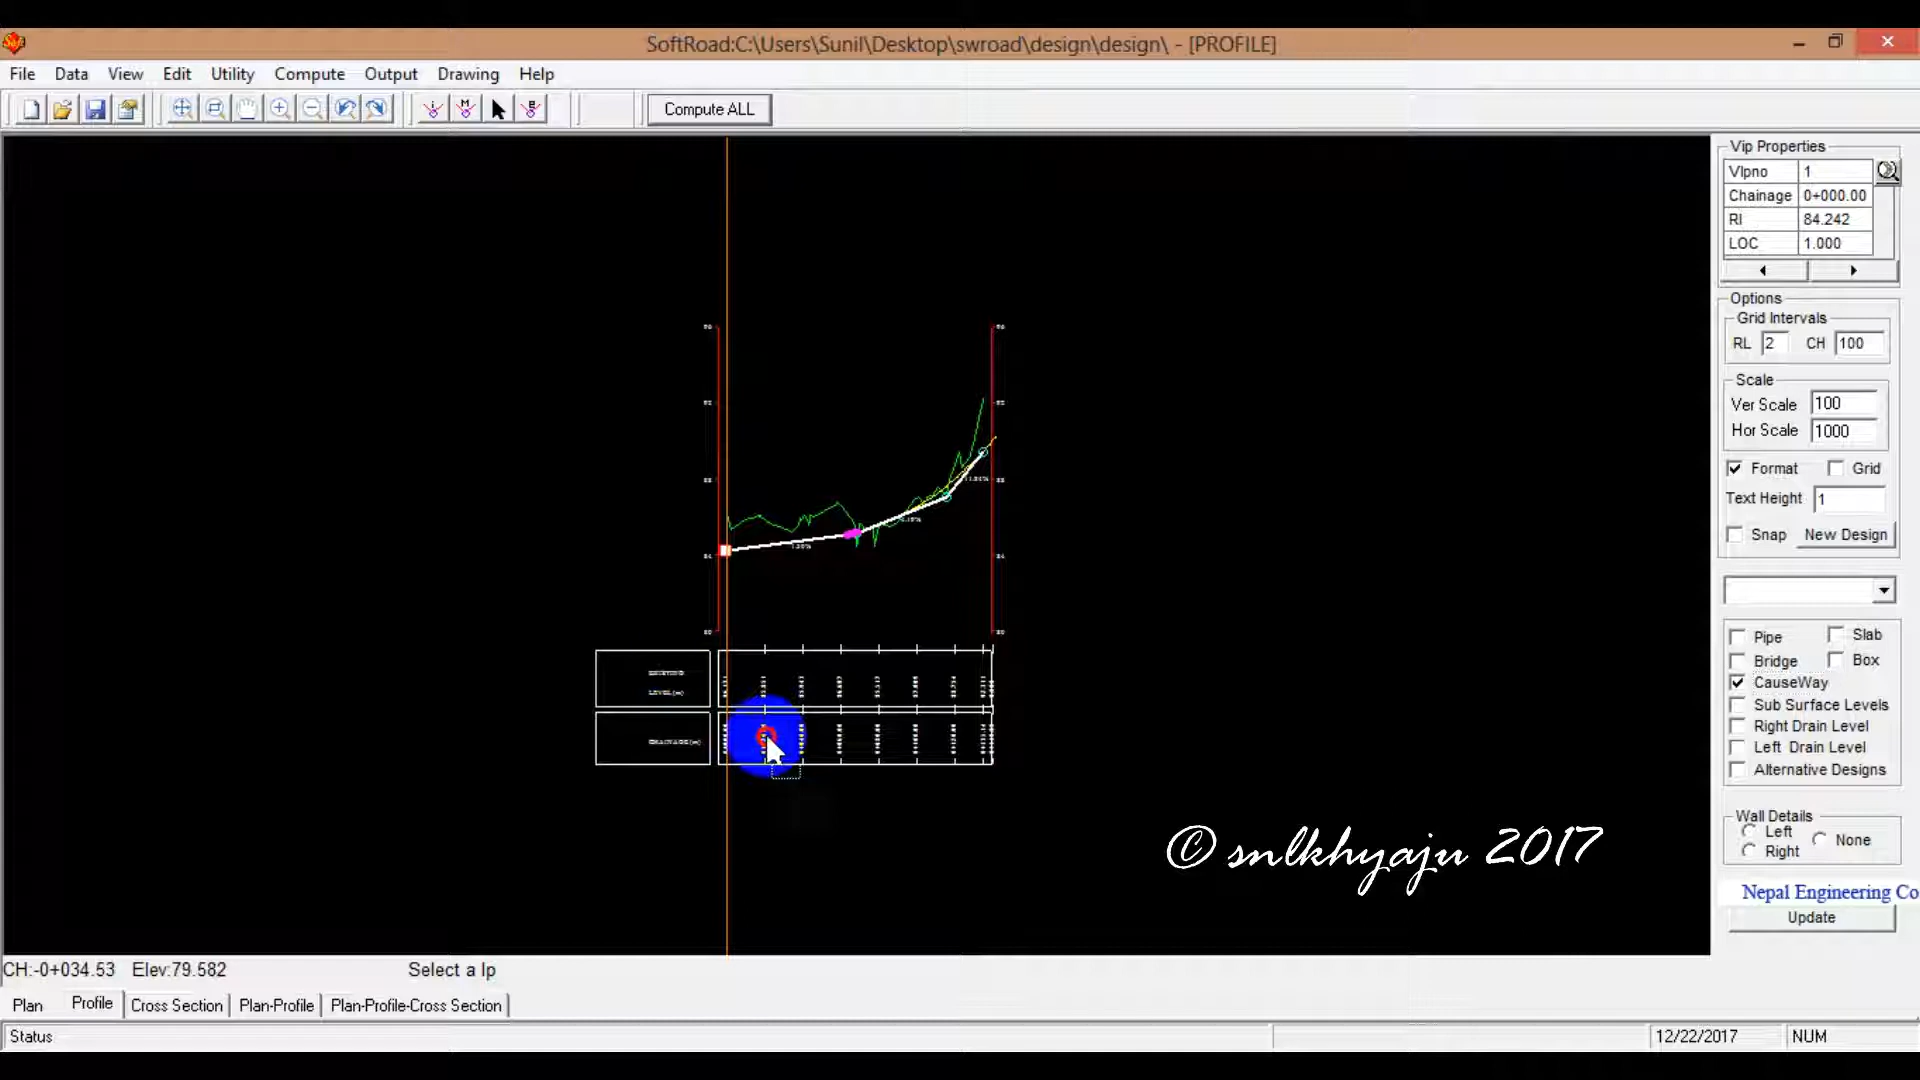 SoftRoad:C:\Users\Sunil\Desktop\swroad\design\design\ - [PROFILE]
File Data View Edit Utility Compute Output Drawing Help
Compute ALL
Vip Properties
VIpno 1
Chainage 0+000.00
Rl 84.242
LOC 1.000
Options
Grid Intervals
RL 2 CH 100
Scale
Ver Scale 100
Hor Scale 1000
Format Grid
Text Height 1
Snap New Design
Pipe Slab
Bridge Box
CauseWay
Sub Surface Levels
Right Drain Level
Left Drain Level
Alternative Designs
Wall Details
Left
Right
None
Nepal Engineering Co
Update
© snlkhyaju 2017
CH:-0+034.53 Elev:79.582 Select a Ip
Plan Profile Cross Section Plan-Profile Plan-Profile-Cross Section
Status 12/22/2017 NUM